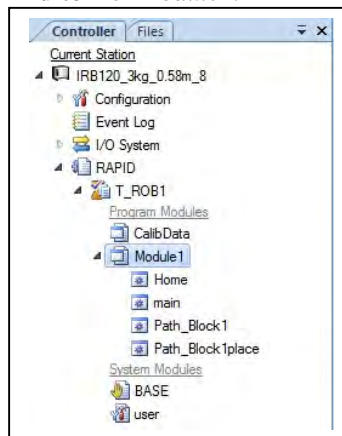 Controller Files
Current Station
IRB120_3kg_0.58m_8
Configuration
Event Log
I/O System
RAPID
T_ROB1
Program Modules
CalibData
Module1
Home
main
Path_Block1
Path_Block1place
System Modules
BASE
user